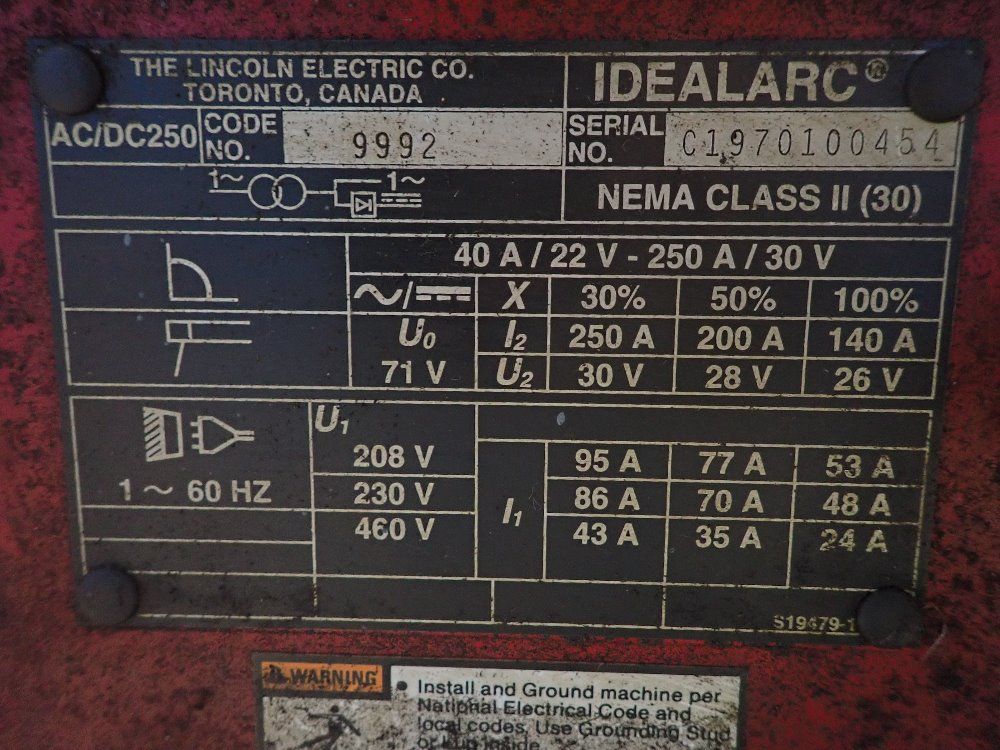 THE LINCOLN ELECTRIC CO.
TORONTO, CANADA
IDEALARC®
AC/DC250
CODE NO. 9992
SERIAL NO. C1970100454
1~ 1~
NEMA CLASS II (30)
40 A / 22 V - 250 A / 30 V
~/⎓ X 30% 50% 100%
U0 I2 250 A 200 A 140 A
71 V U2 30 V 28 V 26 V
U1
208 V 95 A 77 A 53 A
1 ~ 60 HZ 230 V I1 86 A 70 A 48 A
460 V 43 A 35 A 24 A
S19479-1
WARNING
• Install and Ground machine per
National Electrical Code and
local codes. Use Grounding Stud
or Lug inside